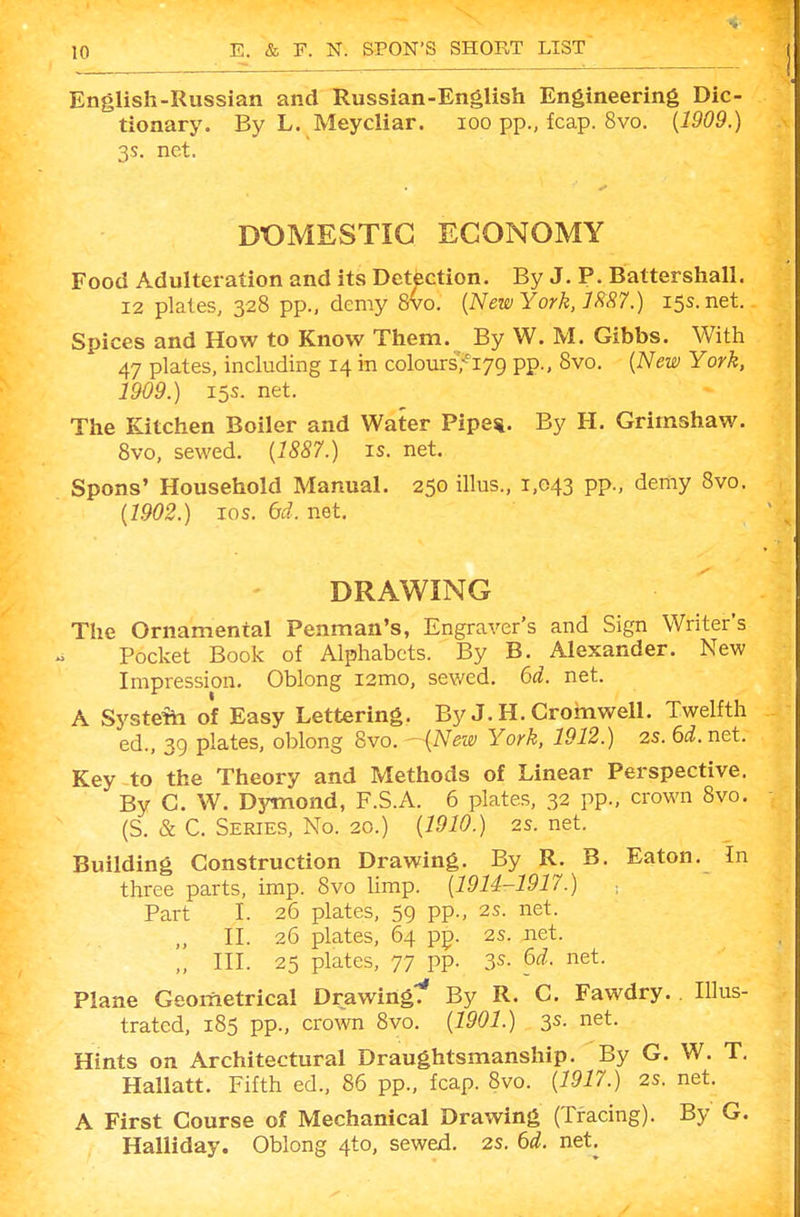 10 E. & F. N. SPON'S SHORT LIST
English-Russian and Russian-English Engineering Dic-
tionary. By L. Meycliar. 100 pp., fcap. 8vo. (1909.)
3s. net.
DOMESTIC ECONOMY
Food Adulteration and its Detection. By J. P. Battershall.
12 plates, 328 pp., demy 8vo. (New York, 1887.) 15s. net.
Spices and How to Know Them. By W. M. Gibbs. With
47 plates, including 14 in colours, 179 pp., 8vo. (New York,
1909.) 15s. net.
The Kitchen Boiler and Water Pipes. By H. Grimshaw.
8vo, sewed. (1887.) 1s. net.
Spons' Household Manual. 250 illus., 1,043 pp., demy 8vo.
(1902.) 10s. 6d. net.
DRAWING
The Ornamental Penman's, Engraver's and Sign Writer's
Pocket Book of Alphabets. By B. Alexander. New
Impression. Oblong 12mo, sewed. 6d. net.
A System of Easy Lettering. By J. H. Cromwell. Twelfth
ed., 39 plates, oblong 8vo. (New York, 1912.) 2s. 6d. net.
Key to the Theory and Methods of Linear Perspective.
By C. W. Dymond, F.S.A. 6 plates, 32 pp., crown 8vo.
(S. & C. SERIES, No. 20.) (1910.) 2s. net.
Building Construction Drawing. By R. B. Eaton. In
three parts, imp. 8vo limp. (1914-1917.)
Part I. 26 plates, 59 pp., 2s. net.
„ II. 26 plates, 64 pp. 2s. net.
„ III. 25 plates, 77 pp. 3s. 6d. net.
Plane Geometrical Drawing. By R. C. Fawdry. Illus-
trated, 185 pp., crown 8vo. (1901.) 3s. net.
Hints on Architectural Draughtsmanship. By G. W. T.
Hallatt. Fifth ed., 86 pp., fcap. 8vo. (1917.) 2s. net.
A First Course of Mechanical Drawing (Tracing). By G.
Halliday. Oblong 4to, sewed. 2s. 6d. net.